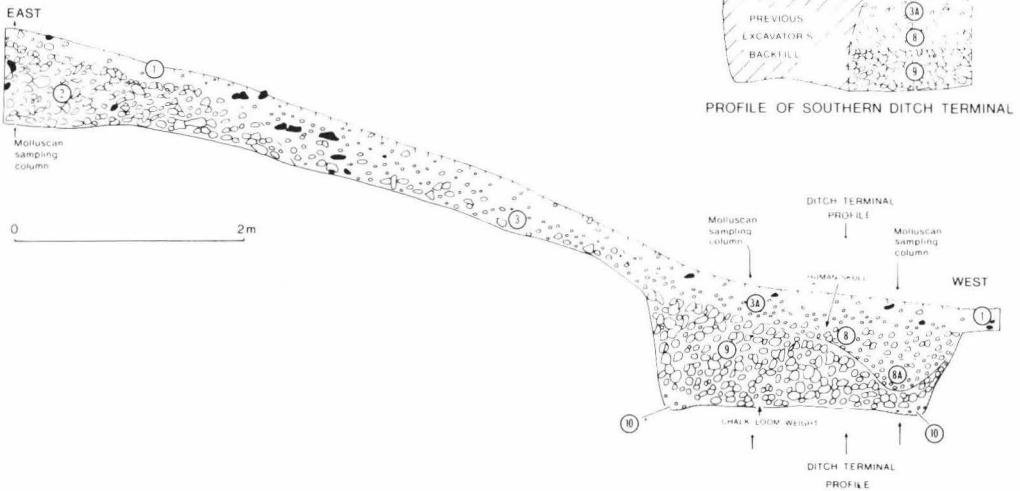 EAST
2
1
2
Molluscan
sampling
column
0 2m
3
PREVIOUS
EXCAVATOR'S
BACKFILL
3A
8
9
PROFILE OF SOUTHERN DITCH TERMINAL
DITCH TERMINAL
PROFILE
Molluscan
sampling
column
Molluscan
sampling
column
WEST
HUMAN SKULL
3A
1
8
9
8A
10
CHALK LOOM WEIGHT
10
DITCH TERMINAL
PROFILE